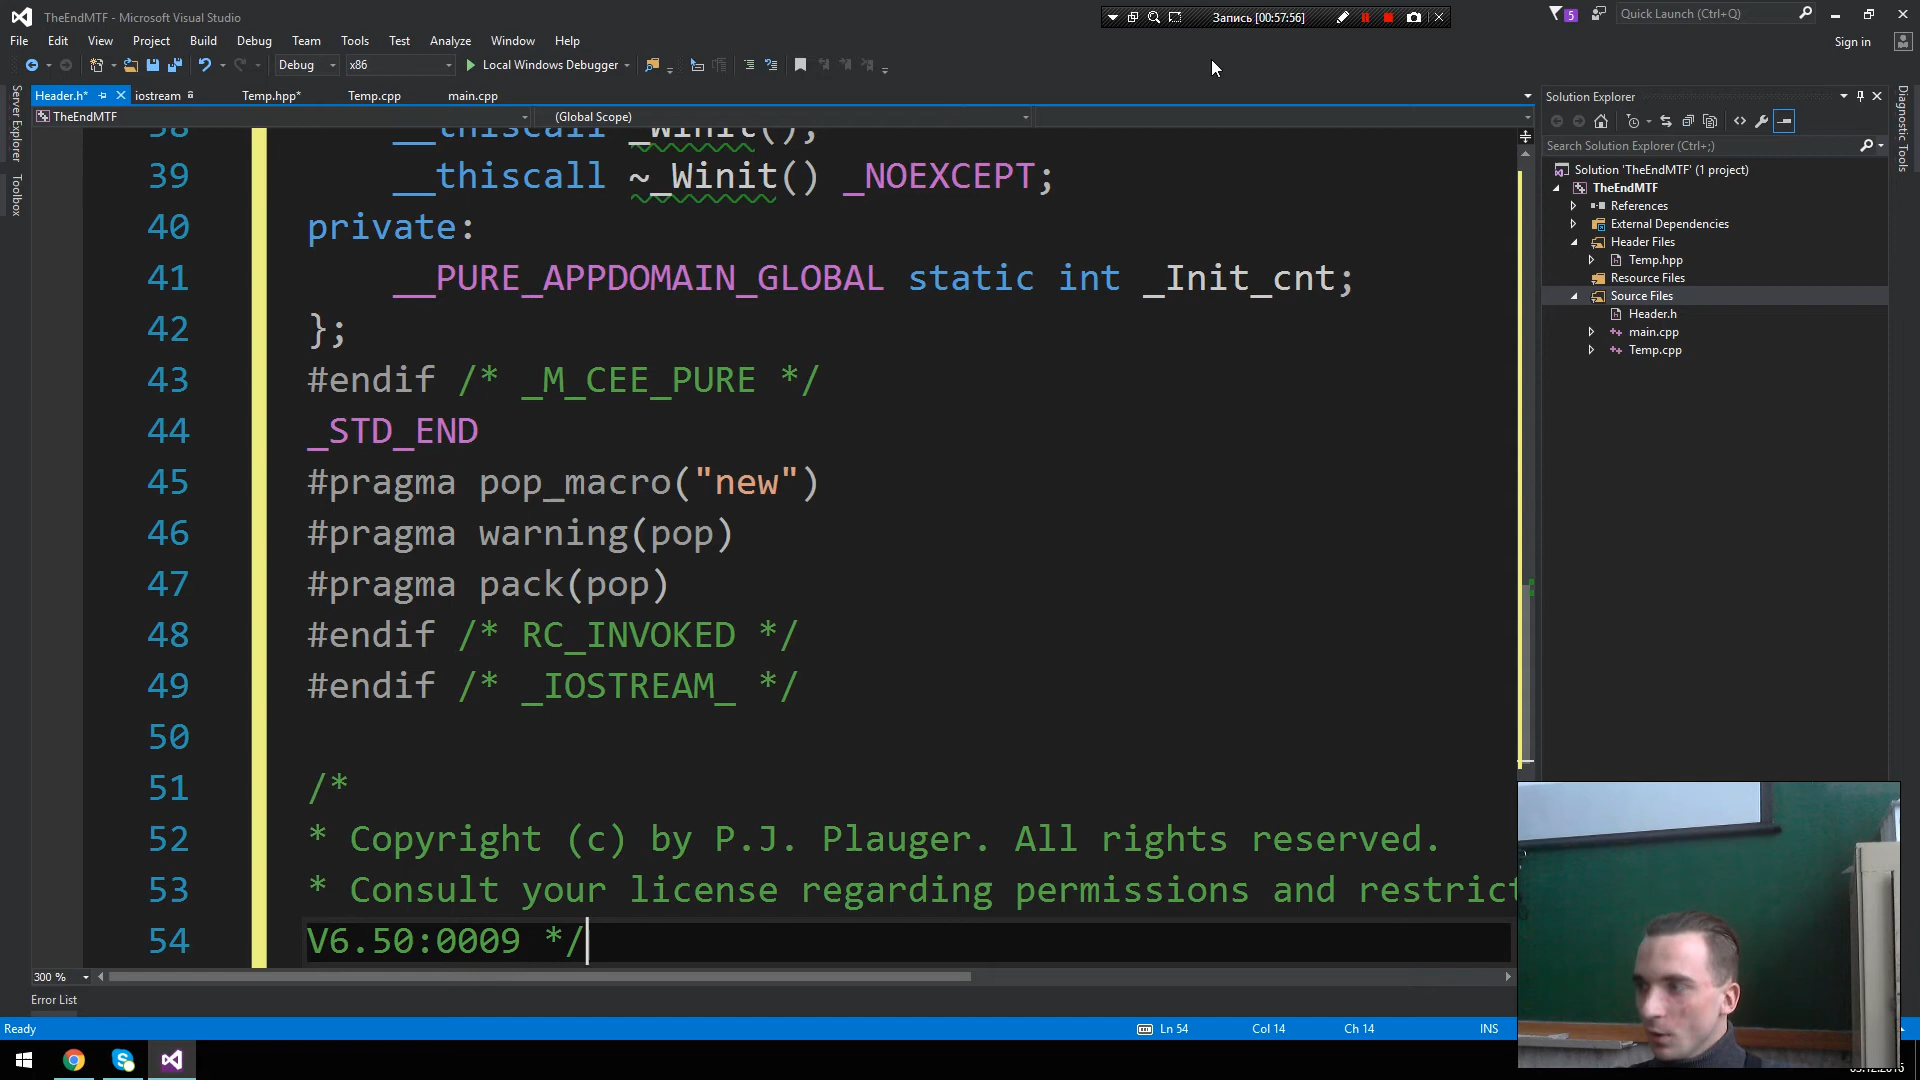 TheEndMTF - Microsoft Visual Studio
Запись [00:57:56]
5
Quick Launch (Ctrl+Q)
File Edit View Project Build Debug Team Tools Test Analyze Window Help
Sign in
Debug x86 Local Windows Debugger
Server Explorer
Toolbox
Header.h* iostream Temp.hpp* Temp.cpp main.cpp
TheEndMTF (Global Scope)
38 __thiscall _Winit();
39 __thiscall ~_Winit() _NOEXCEPT;
40 private:
41 __PURE_APPDOMAIN_GLOBAL static int _Init_cnt;
42 };
43 #endif /* _M_CEE_PURE */
44 _STD_END
45 #pragma pop_macro("new")
46 #pragma warning(pop)
47 #pragma pack(pop)
48 #endif /* RC_INVOKED */
49 #endif /* _IOSTREAM_ */
50
51 /*
52 * Copyright (c) by P.J. Plauger. All rights reserved.
53 * Consult your license regarding permissions and restrict
54 V6.50:0009 */
300 %
Error List
Ready Ln 54 Col 14 Ch 14 INS
Solution Explorer
Search Solution Explorer (Ctrl+;)
Solution 'TheEndMTF' (1 project)
TheEndMTF
References
External Dependencies
Header Files
Temp.hpp
Resource Files
Source Files
Header.h
main.cpp
Temp.cpp
Diagnostic Tools